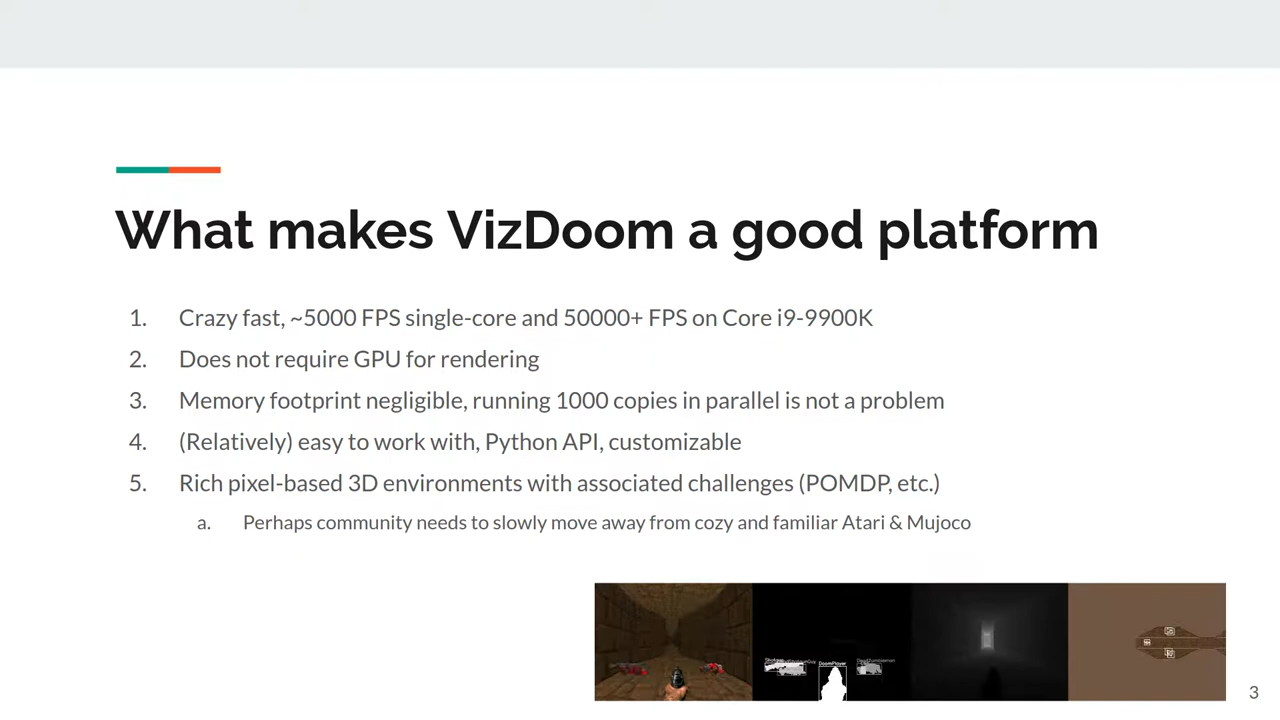 What makes VizDoom a good platform
1. Crazy fast, ~5000 FPS single-core and 50000+ FPS on Core i9-9900K
2. Does not require GPU for rendering
3. Memory footprint negligible, running 1000 copies in parallel is not a problem
4. (Relatively) easy to work with, Python API, customizable
5. Rich pixel-based 3D environments with associated challenges (POMDP, etc.)
a. Perhaps community needs to slowly move away from cozy and familiar Atari & Mujoco
DoomPlayer
DeadZombieman
3